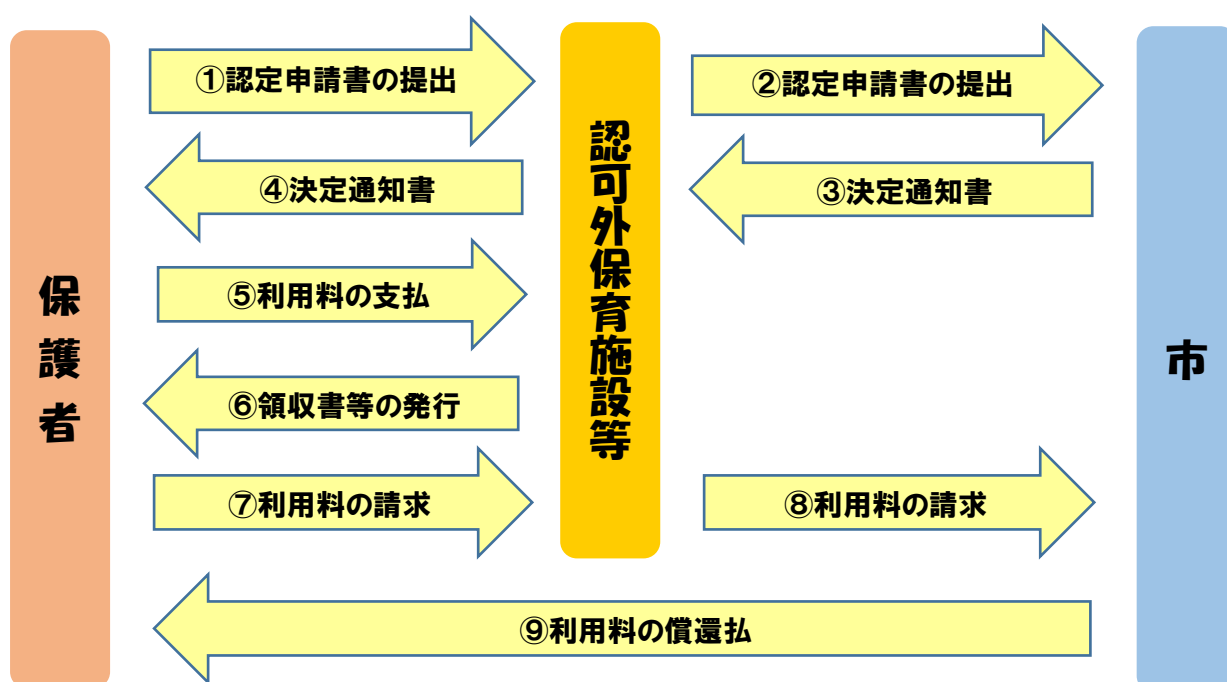 保護者
①認定申請書の提出
②認定申請書の提出
④決定通知書
③決定通知書
⑤利用料の支払
⑥領収書等の発行
⑦利用料の請求
⑧利用料の請求
⑨利用料の償還払
認可外保育施設等
市